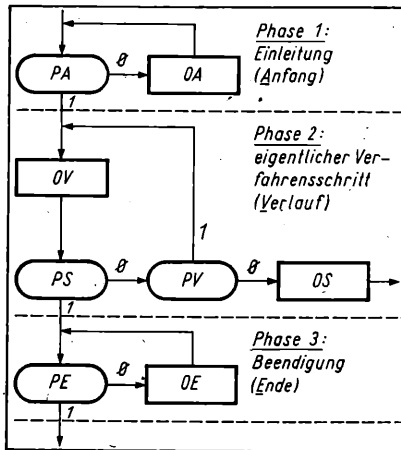 Phase 1:
Einleitung
(Anfang)
PA
0
OA
1
Phase 2:
eigentlicher Ver-
fahrensschritt
(Verlauf)
OV
1
PS
0
PV
0
OS
1
Phase 3:
Beendigung
(Ende)
PE
0
OE
1